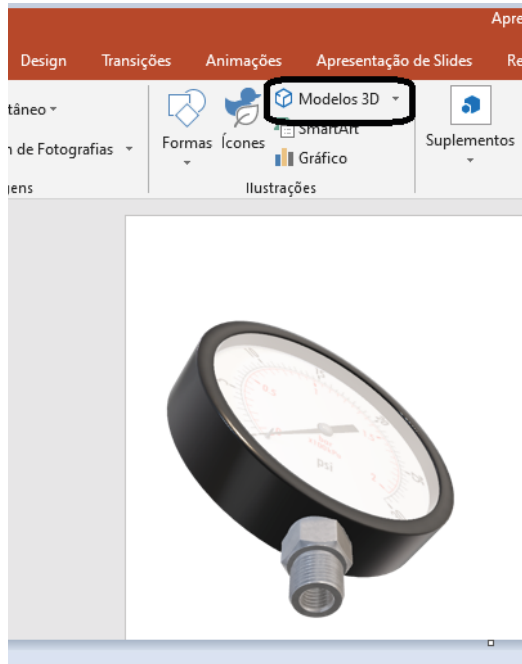 Apre
Design Transições Animações Apresentação de Slides Re
tâneo
Modelos 3D
SmartArt
n de Fotografias
Formas Ícones
Gráfico
Suplementos
jens
Ilustrações
psi